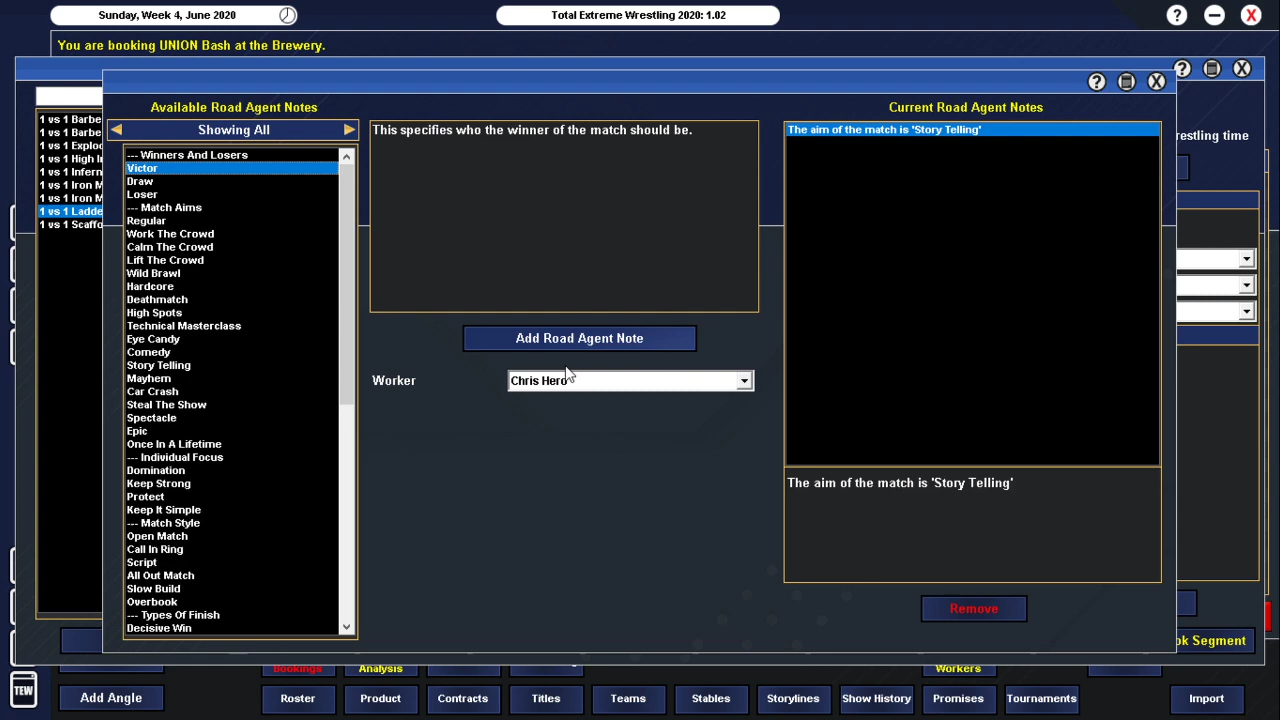 Sunday, Week 4, June 2020
Total Extreme Wrestling 2020: 1.02
You are booking UNION Bash at the Brewery.
Available Road Agent Notes
Current Road Agent Notes
Showing All
This specifies who the winner of the match should be.
The aim of the match is 'Story Telling'
restling time
1 vs 1 Barbe
1 vs 1 Barbe
1 vs 1 Explo
1 vs 1 High I
1 vs 1 Infern
1 vs 1 Iron M
1 vs 1 Iron M
1 vs 1 Ladde
1 vs 1 Scaffo
--- Winners And Losers
Victor
Draw
Loser
--- Match Aims
Regular
Work The Crowd
Calm The Crowd
Lift The Crowd
Wild Brawl
Hardcore
Deathmatch
High Spots
Technical Masterclass
Eye Candy
Comedy
Story Telling
Mayhem
Car Crash
Steal The Show
Spectacle
Epic
Once In A Lifetime
--- Individual Focus
Domination
Keep Strong
Protect
Keep It Simple
--- Match Style
Open Match
Call In Ring
Script
All Out Match
Slow Build
Overbook
--- Types Of Finish
Decisive Win
Add Road Agent Note
Worker
Chris Hero
The aim of the match is 'Story Telling'
Remove
ok Segment
Bookings
Analysis
Workers
TEW
Add Angle
Roster
Product
Contracts
Titles
Teams
Stables
Storylines
Show History
Promises
Tournaments
Import